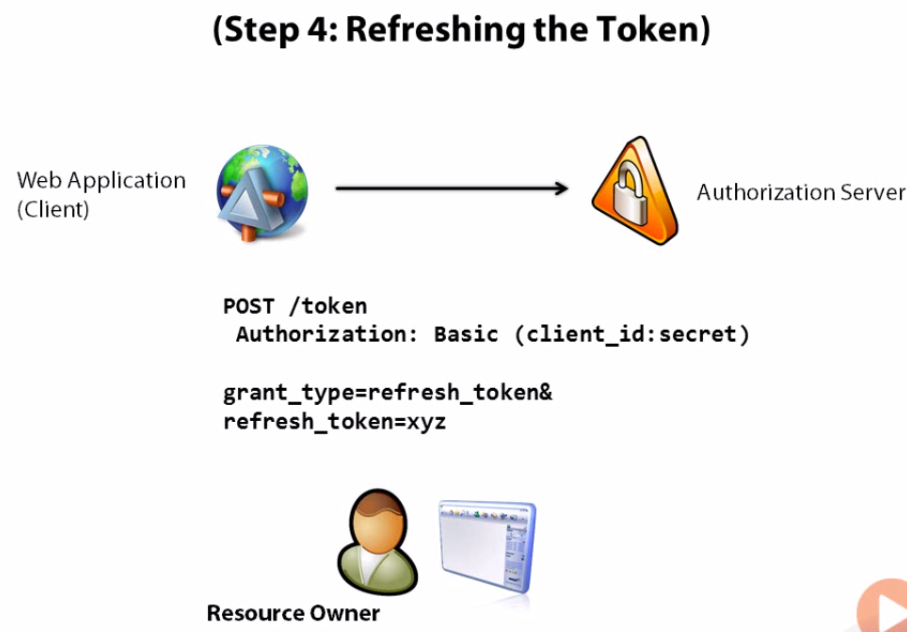 (Step 4: Refreshing the Token)
Web Application
(Client)
Authorization Server
POST /token
Authorization: Basic (client_id:secret)
grant_type=refresh_token&
refresh_token=xyz
Resource Owner